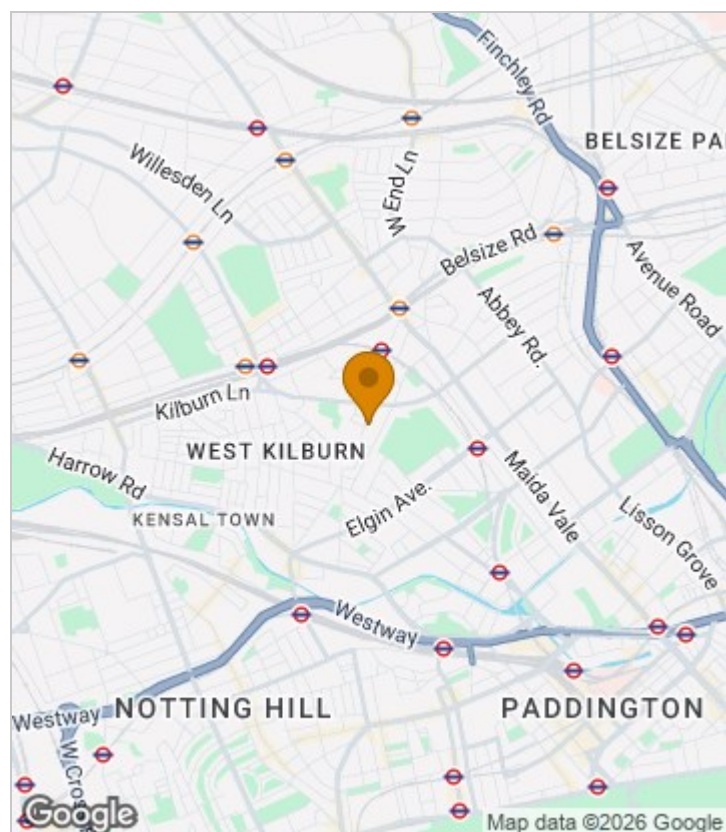 Finchley Rd
BELSIZE PA
Willesden Ln
W End Ln
Belsize Rd
Avenue Road
Abbey Rd.
Kilburn Ln
WEST KILBURN
Harrow Rd
Maida Vale
Elgin Ave.
KENSAL TOWN
Lisson Grove
Westway
NOTTING HILL
PADDINGTON
Westway
W Cross
Google
Map data ©2026 Google